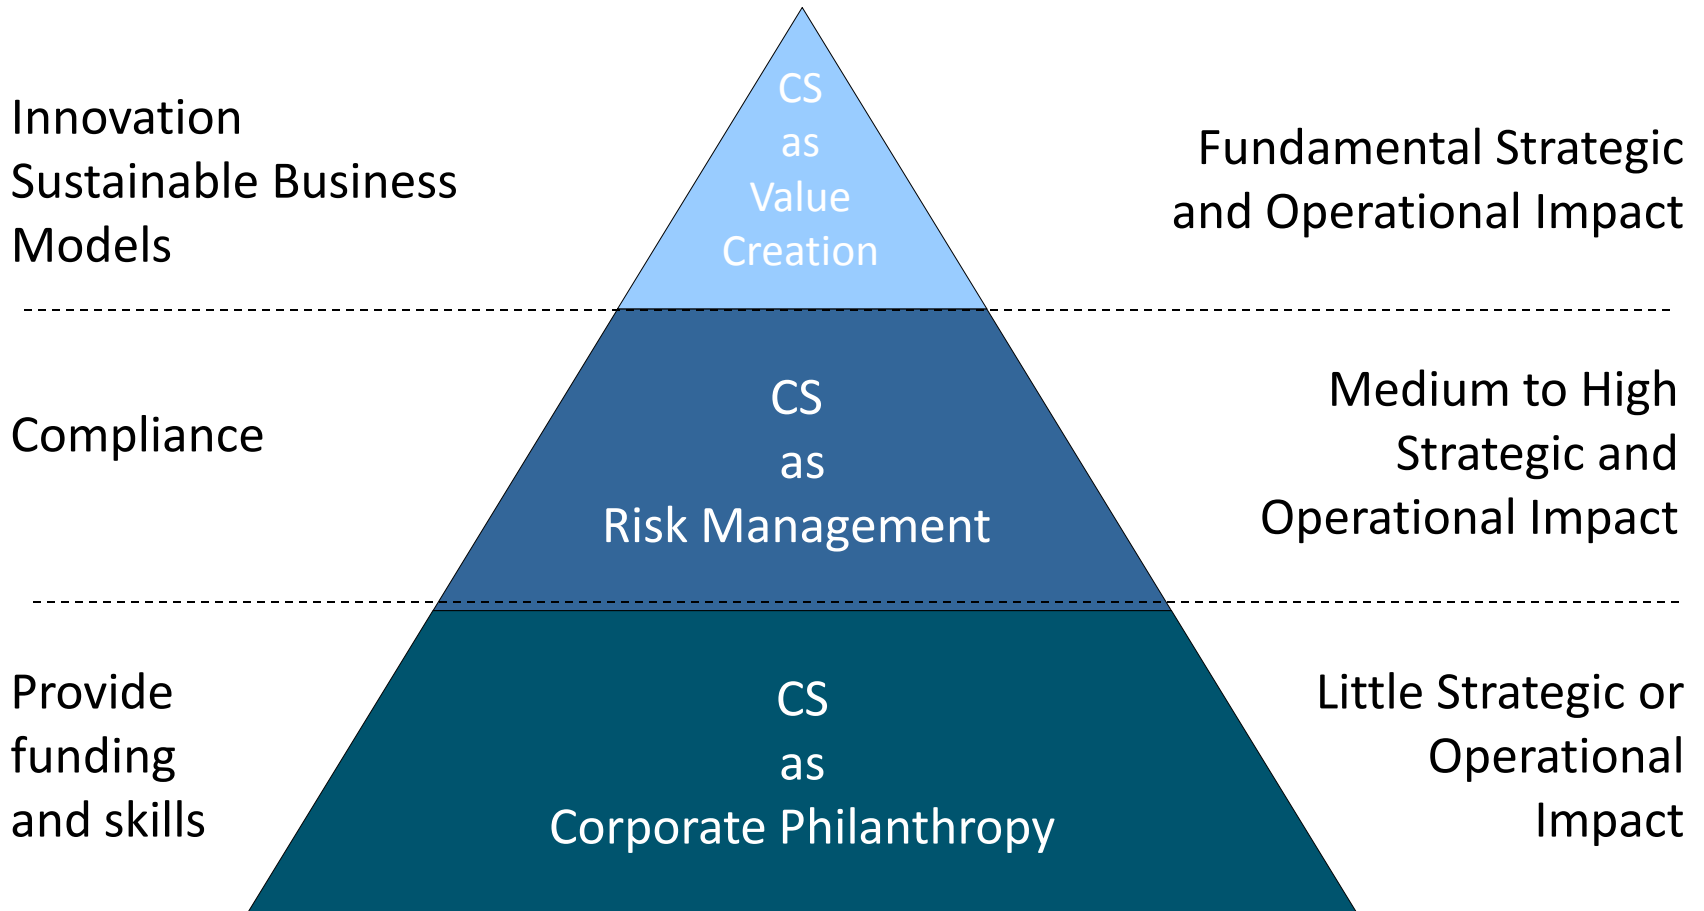 Innovation
Sustainable Business
Models
CS
as
Value
Creation
Fundamental Strategic
and Operational Impact
Compliance
CS
as
Risk Management
Medium to High
Strategic and
Operational Impact
Provide
funding
and skills
CS
as
Corporate Philanthropy
Little Strategic or
Operational
Impact